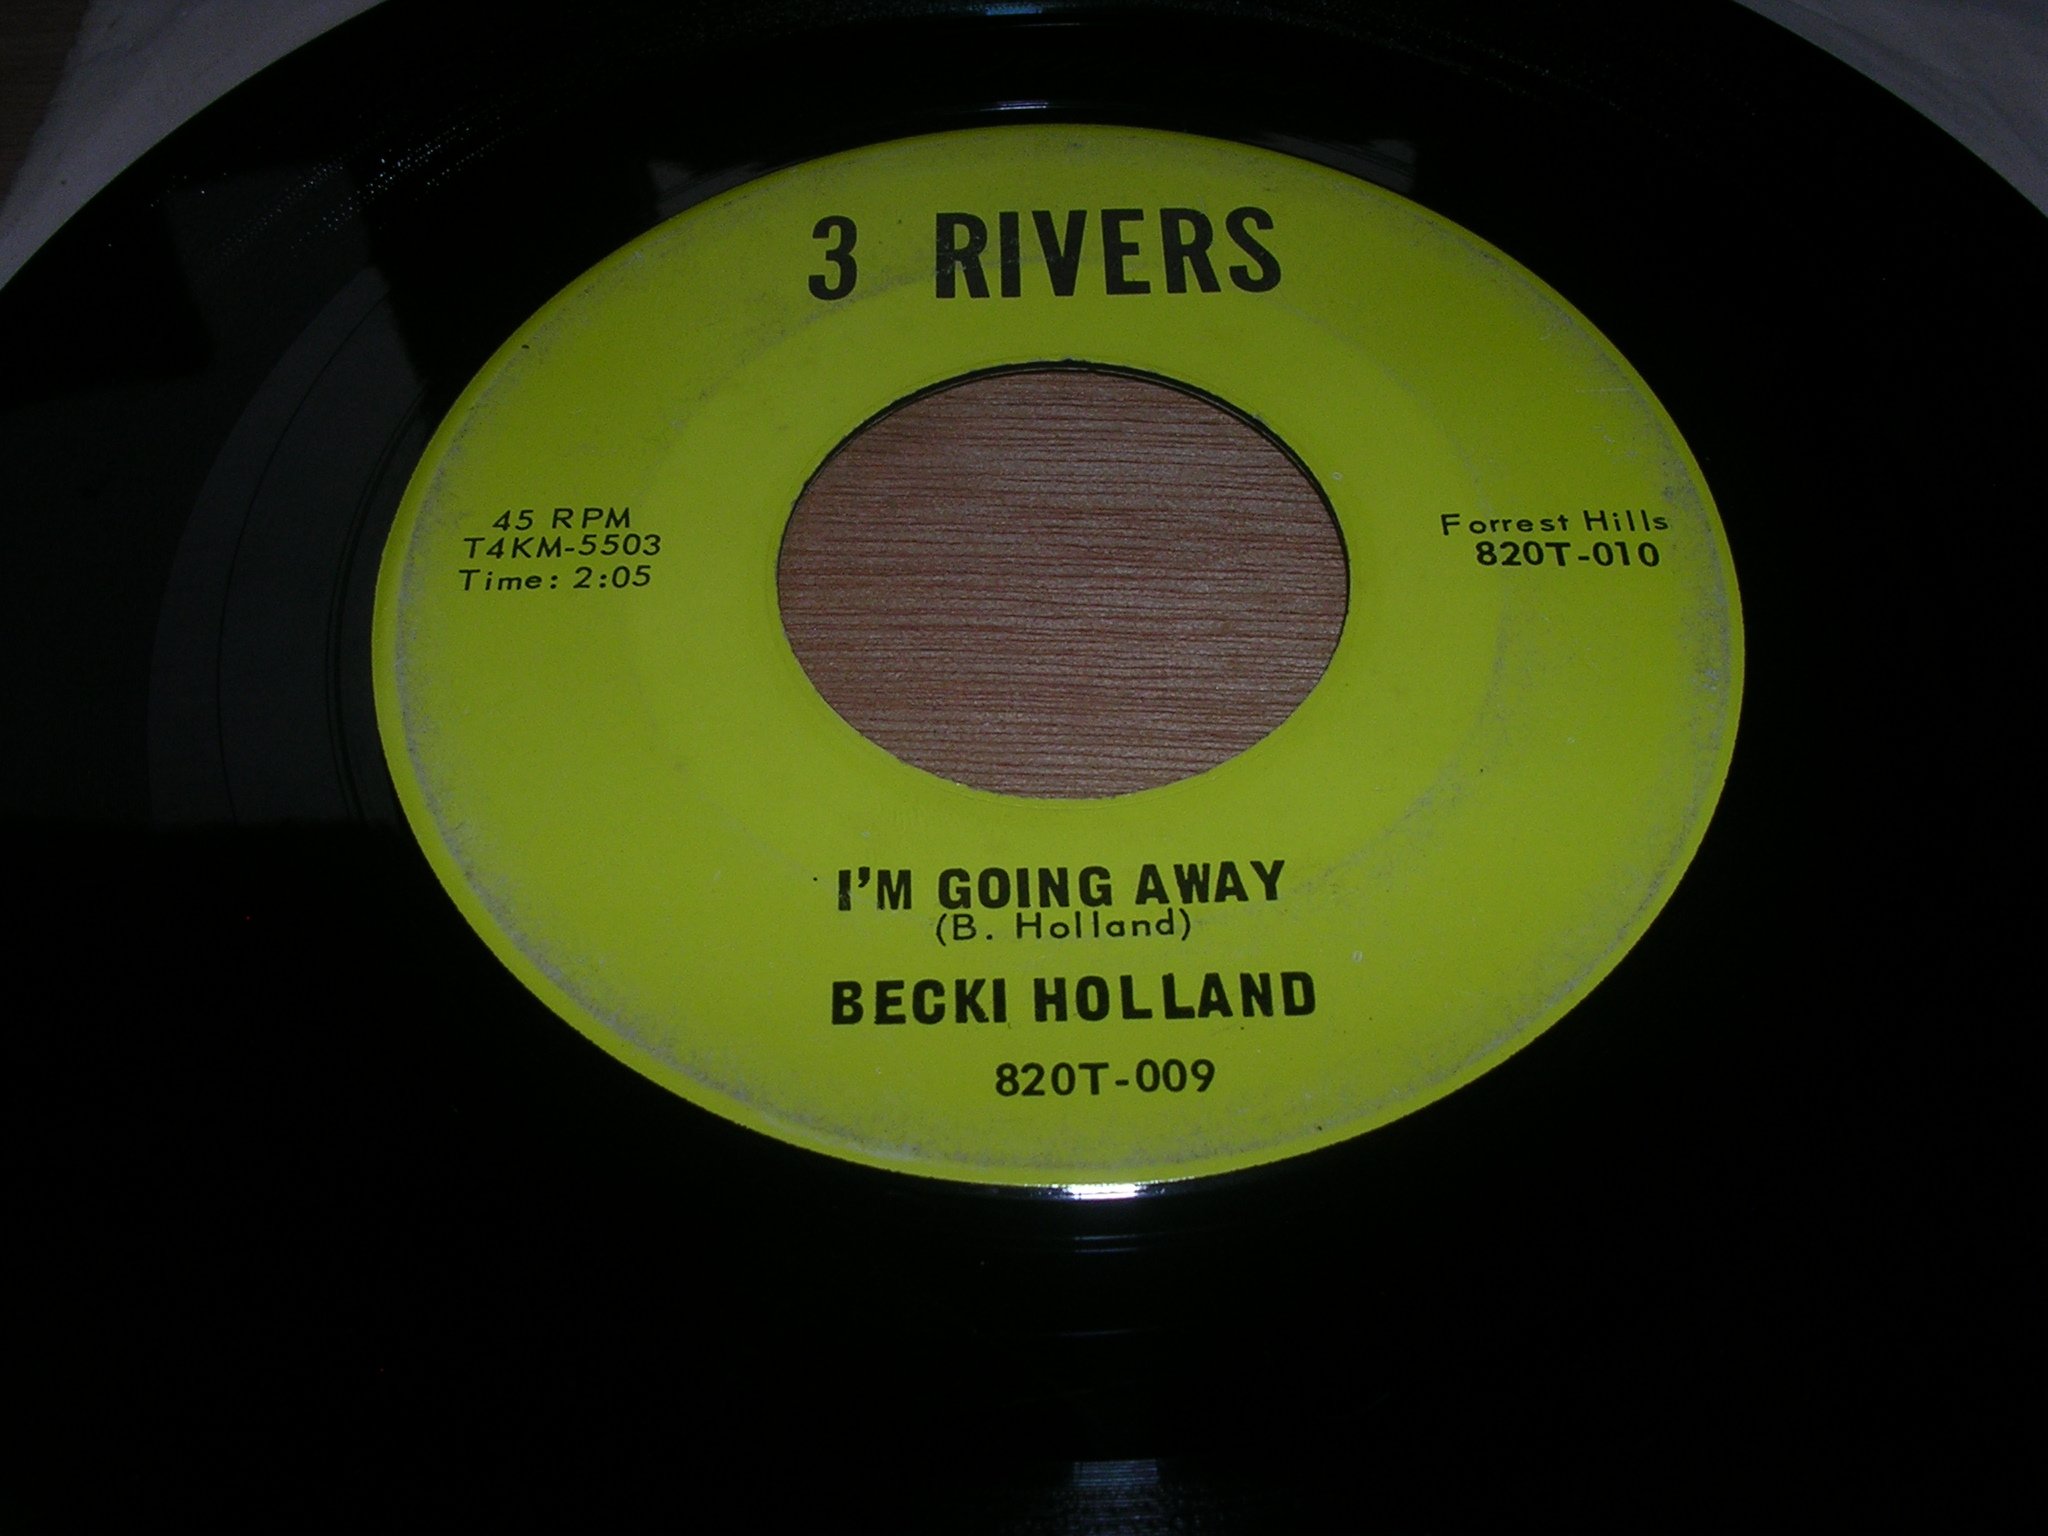 3 RIVERS
45 RPM
T4KM-5503
Time: 2:05
Forrest Hills
820T-010
I'M GOING AWAY
(B. Holland)
BECKI HOLLAND
820T-009